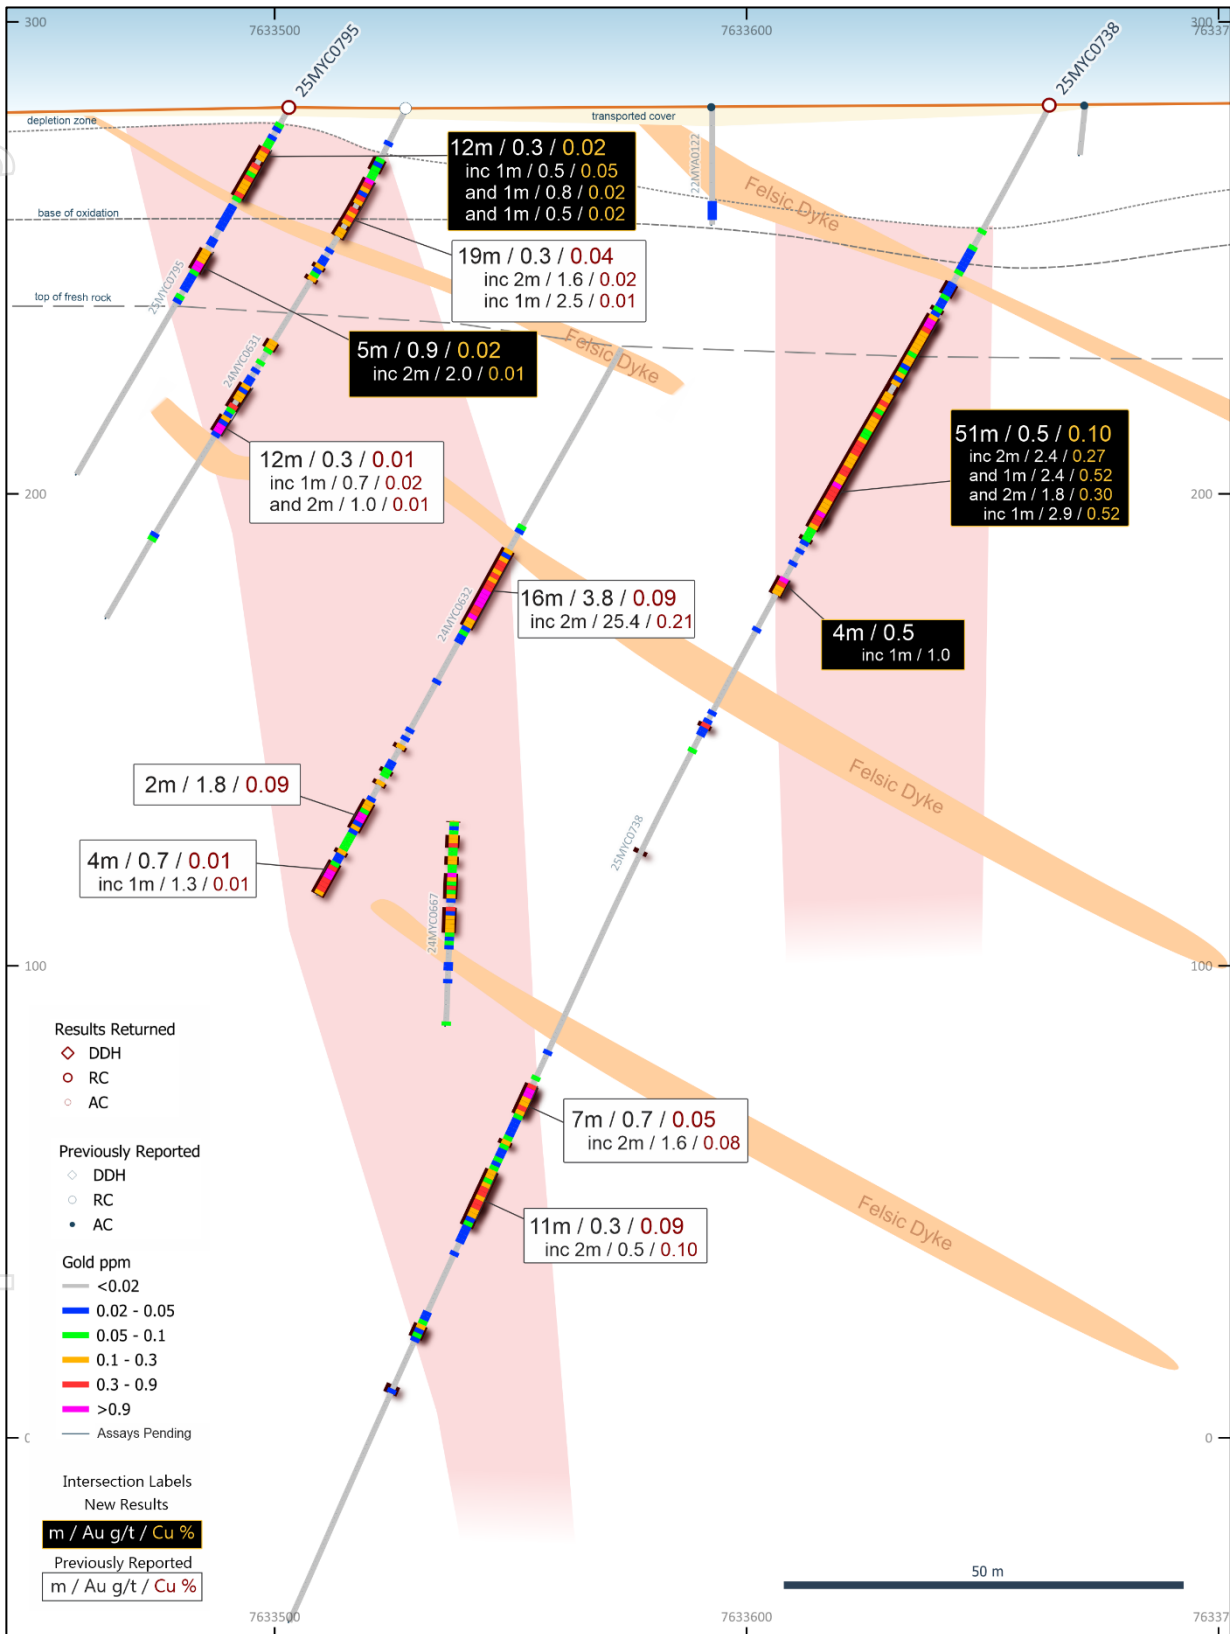 300
7633500
7633600
300
76337
25MYC0795
25MYC0738
depletion zone
transported cover
12m / 0.3 / 0.02
inc 1m / 0.5 / 0.05
and 1m / 0.8 / 0.02
and 1m / 0.5 / 0.02
22MYA0122
Felsic Dyke
base of oxidation
19m / 0.3 / 0.04
inc 2m / 1.6 / 0.02
inc 1m / 2.5 / 0.01
25MYC0795
top of fresh rock
24MYC0631
5m / 0.9 / 0.02
inc 2m / 2.0 / 0.01
Felsic Dyke
12m / 0.3 / 0.01
inc 1m / 0.7 / 0.02
and 2m / 1.0 / 0.01
51m / 0.5 / 0.10
inc 2m / 2.4 / 0.27
and 1m / 2.4 / 0.52
and 2m / 1.8 / 0.30
inc 1m / 2.9 / 0.52
200
200
24MYC0632
16m / 3.8 / 0.09
inc 2m / 25.4 / 0.21
4m / 0.5
inc 1m / 1.0
2m / 1.8 / 0.09
Felsic Dyke
4m / 0.7 / 0.01
inc 1m / 1.3 / 0.01
25MYC0738
24MYC0667
100
100
Results Returned
DDH
RC
AC
7m / 0.7 / 0.05
inc 2m / 1.6 / 0.08
Previously Reported
DDH
RC
AC
11m / 0.3 / 0.09
inc 2m / 0.5 / 0.10
Felsic Dyke
Gold ppm
<0.02
0.02 - 0.05
0.05 - 0.1
0.1 - 0.3
0.3 - 0.9
>0.9
Assays Pending
0
Intersection Labels
New Results
m / Au g/t / Cu %
Previously Reported
m / Au g/t / Cu %
50 m
7633500
7633600
76337